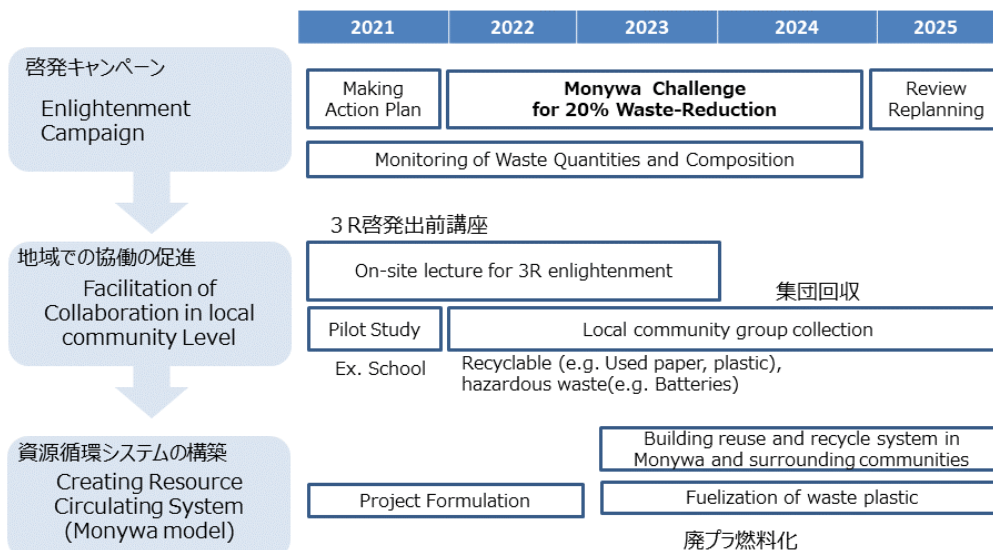 2021 2022 2023 2024 2025
啓発キャンペーン
Enlightenment
Campaign
Making
Action Plan
Monywa Challenge
for 20% Waste-Reduction
Review
Replanning
Monitoring of Waste Quantities and Composition
地域での協働の促進
Facilitation of
Collaboration in local
community Level
３R啓発出前講座
On-site lecture for 3R enlightenment
集団回収
Pilot Study
Local community group collection
Ex. School
Recyclable (e.g. Used paper, plastic),
hazardous waste(e.g. Batteries)
資源循環システムの構築
Creating Resource
Circulating System
(Monywa model)
Building reuse and recycle system in
Monywa and surrounding communities
Project Formulation
Fuelization of waste plastic
廃プラ燃料化